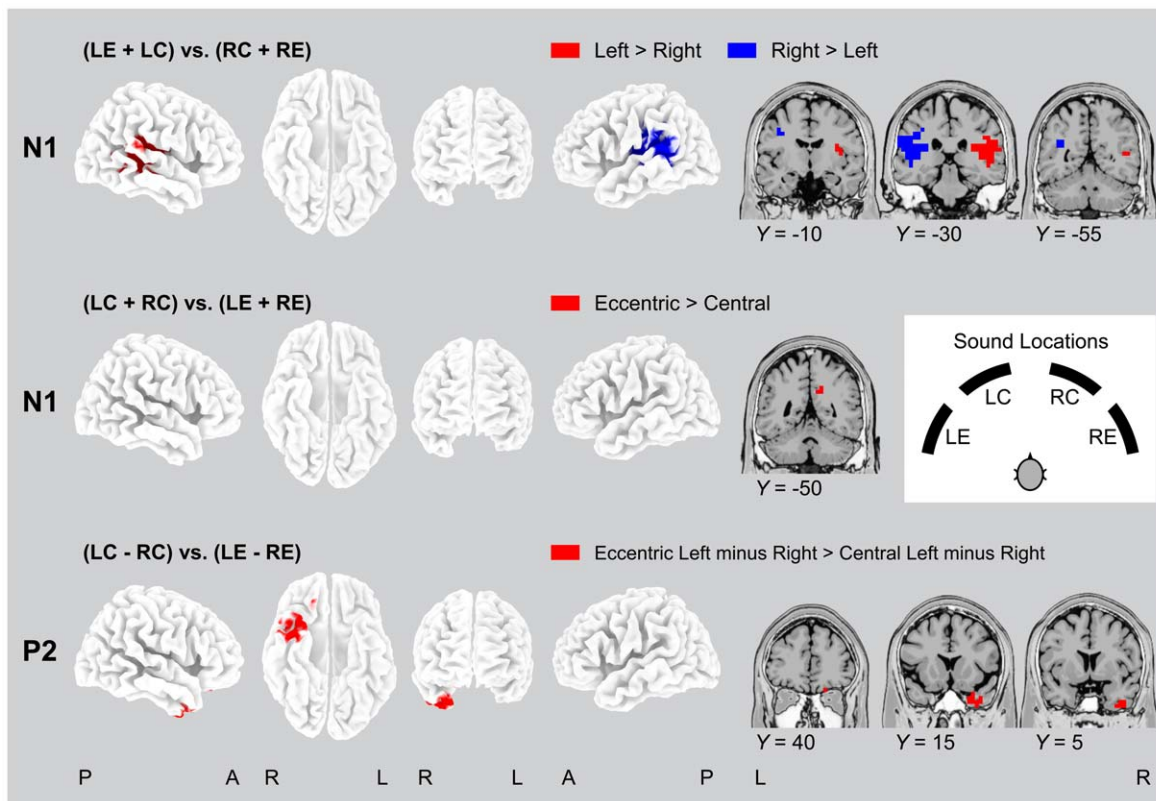 (LE + LC) vs. (RC + RE)
Left > Right
Right > Left
N1
Y = -10
Y = -30
Y = -55
(LC + RC) vs. (LE + RE)
Eccentric > Central
N1
Y = -50
Sound Locations
LC
RC
LE
RE
(LC - RC) vs. (LE - RE)
Eccentric Left minus Right > Central Left minus Right
P2
Y = 40
Y = 15
Y = 5
P
A
R
L
R
L
A
P
L
R